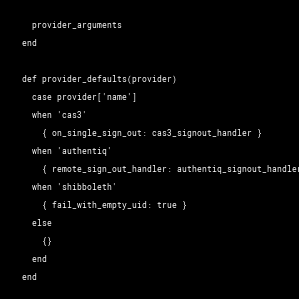 provider_arguments
end
def provider_defaults(provider)
case provider['name']
when 'cas3'
{ on_single_sign_out: cas3_signout_handler }
when 'authentiq'
{ remote_sign_out_handler: authentiq_signout_handler
when 'shibboleth'
{ fail_with_empty_uid: true }
else
{}
end
end